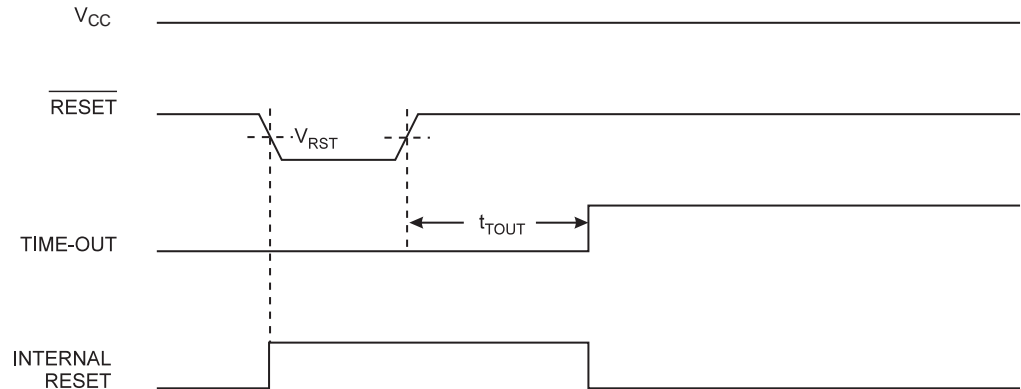 VCC
RESET
VRST
tTOUT
TIME-OUT
INTERNAL
RESET